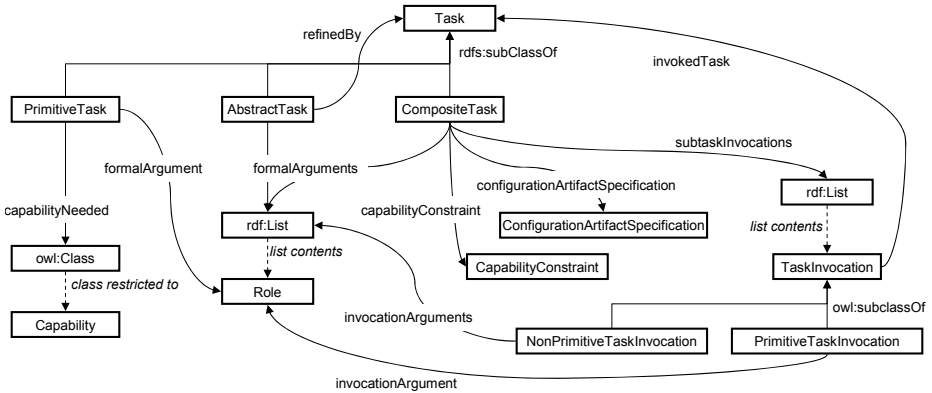 Task
refinedBy
rdfs:subClassOf
invokedTask
PrimitiveTask
AbstractTask
CompositeTask
subtaskInvocations
formalArgument
formalArguments
configurationArtifactSpecification
rdf:List
capabilityNeeded
capabilityConstraint
rdf:List
ConfigurationArtifactSpecification
list contents
list contents
owl:Class
CapabilityConstraint
TaskInvocation
class restricted to
Role
owl:subclassOf
Capability
invocationArguments
NonPrimitiveTaskInvocation
PrimitiveTaskInvocation
invocationArgument